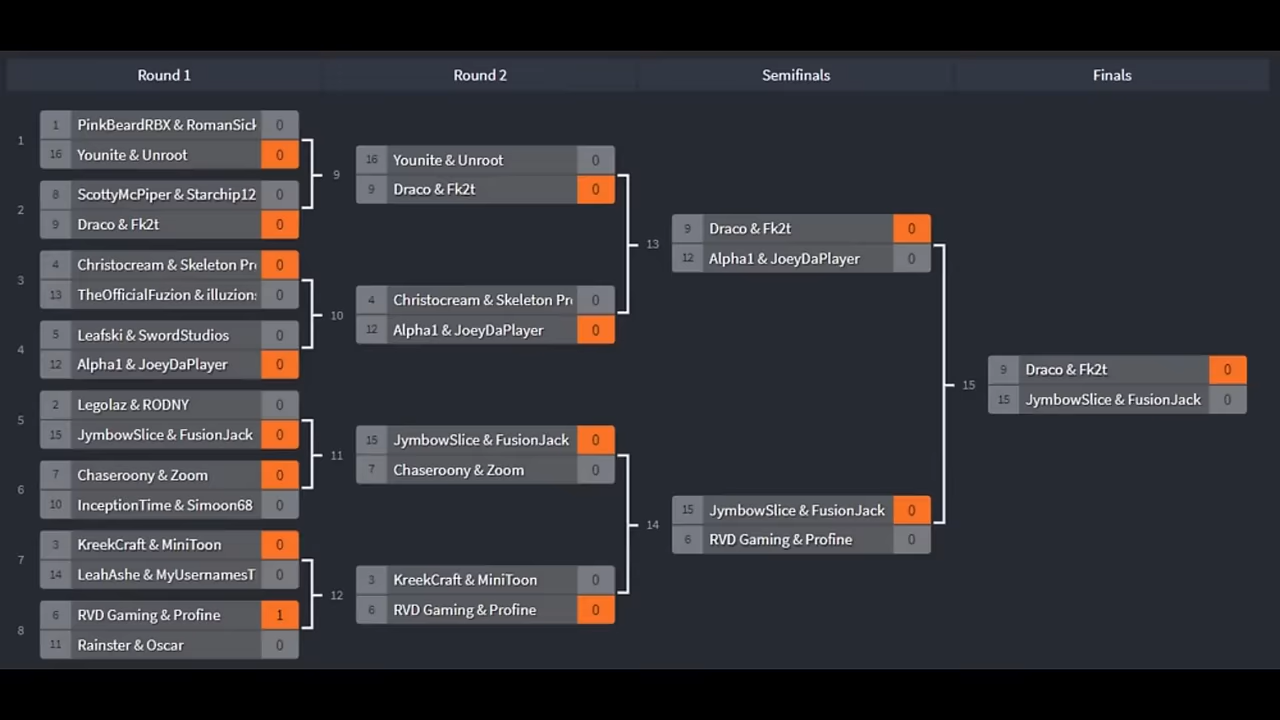 Round 1
Round 2
Semifinals
Finals
1
1 PinkBeardRBX & RomanSick 0
16 Younite & Unroot 0
2
8 ScottyMcPiper & Starchip12 0
9 Draco & Fk2t 0
3
4 Christocream & Skeleton Pr 0
13 TheOfficialFuzion & illusion 0
4
5 Leafski & SwordStudios 0
12 Alpha1 & JoeyDaPlayer 0
5
2 Legolaz & RODNY 0
15 JymbowSlice & FusionJack 0
6
7 Chaseroony & Zoom 0
10 InceptionTime & Simoon68 0
7
3 KreekCraft & MiniToon 0
14 LeahAshe & MyUsernamesT 0
8
6 RVD Gaming & Profine 1
11 Rainster & Oscar 0
9
16 Younite & Unroot 0
9 Draco & Fk2t 0
10
4 Christocream & Skeleton Pr 0
12 Alpha1 & JoeyDaPlayer 0
11
15 JymbowSlice & FusionJack 0
7 Chaseroony & Zoom 0
12
3 KreekCraft & MiniToon 0
6 RVD Gaming & Profine 0
13
9 Draco & Fk2t 0
12 Alpha1 & JoeyDaPlayer 0
14
15 JymbowSlice & FusionJack 0
6 RVD Gaming & Profine 0
15
9 Draco & Fk2t 0
15 JymbowSlice & FusionJack 0